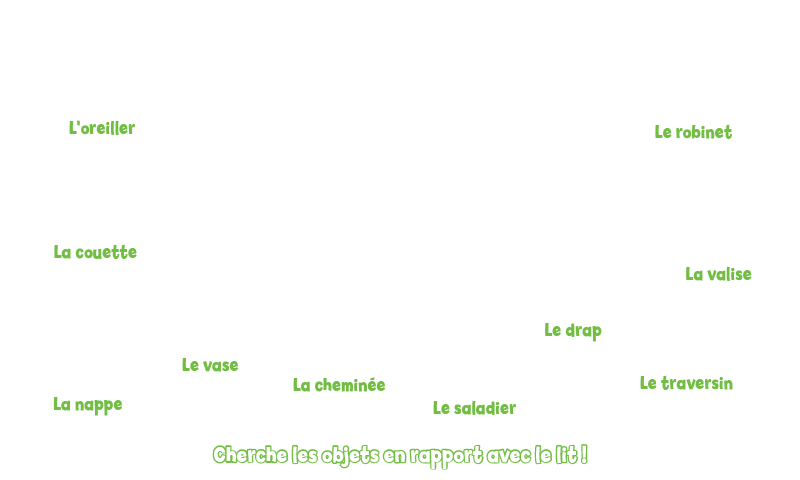 L'oreiller
Le robinet
La couette
La valise
Le drap
Le vase
La cheminée
Le traversin
La nappe
Le saladier
Cherche les objets en rapport avec le lit !